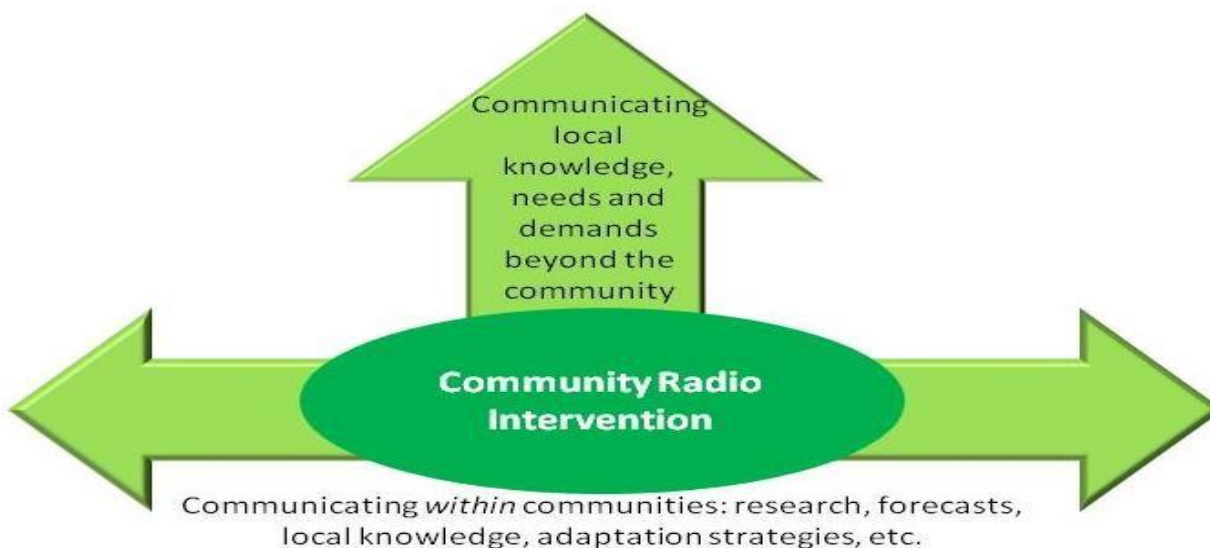 Communicating
local
knowledge,
needs and
demands
beyond the
community
Community Radio
Intervention
Communicating within communities: research, forecasts,
local knowledge, adaptation strategies, etc.